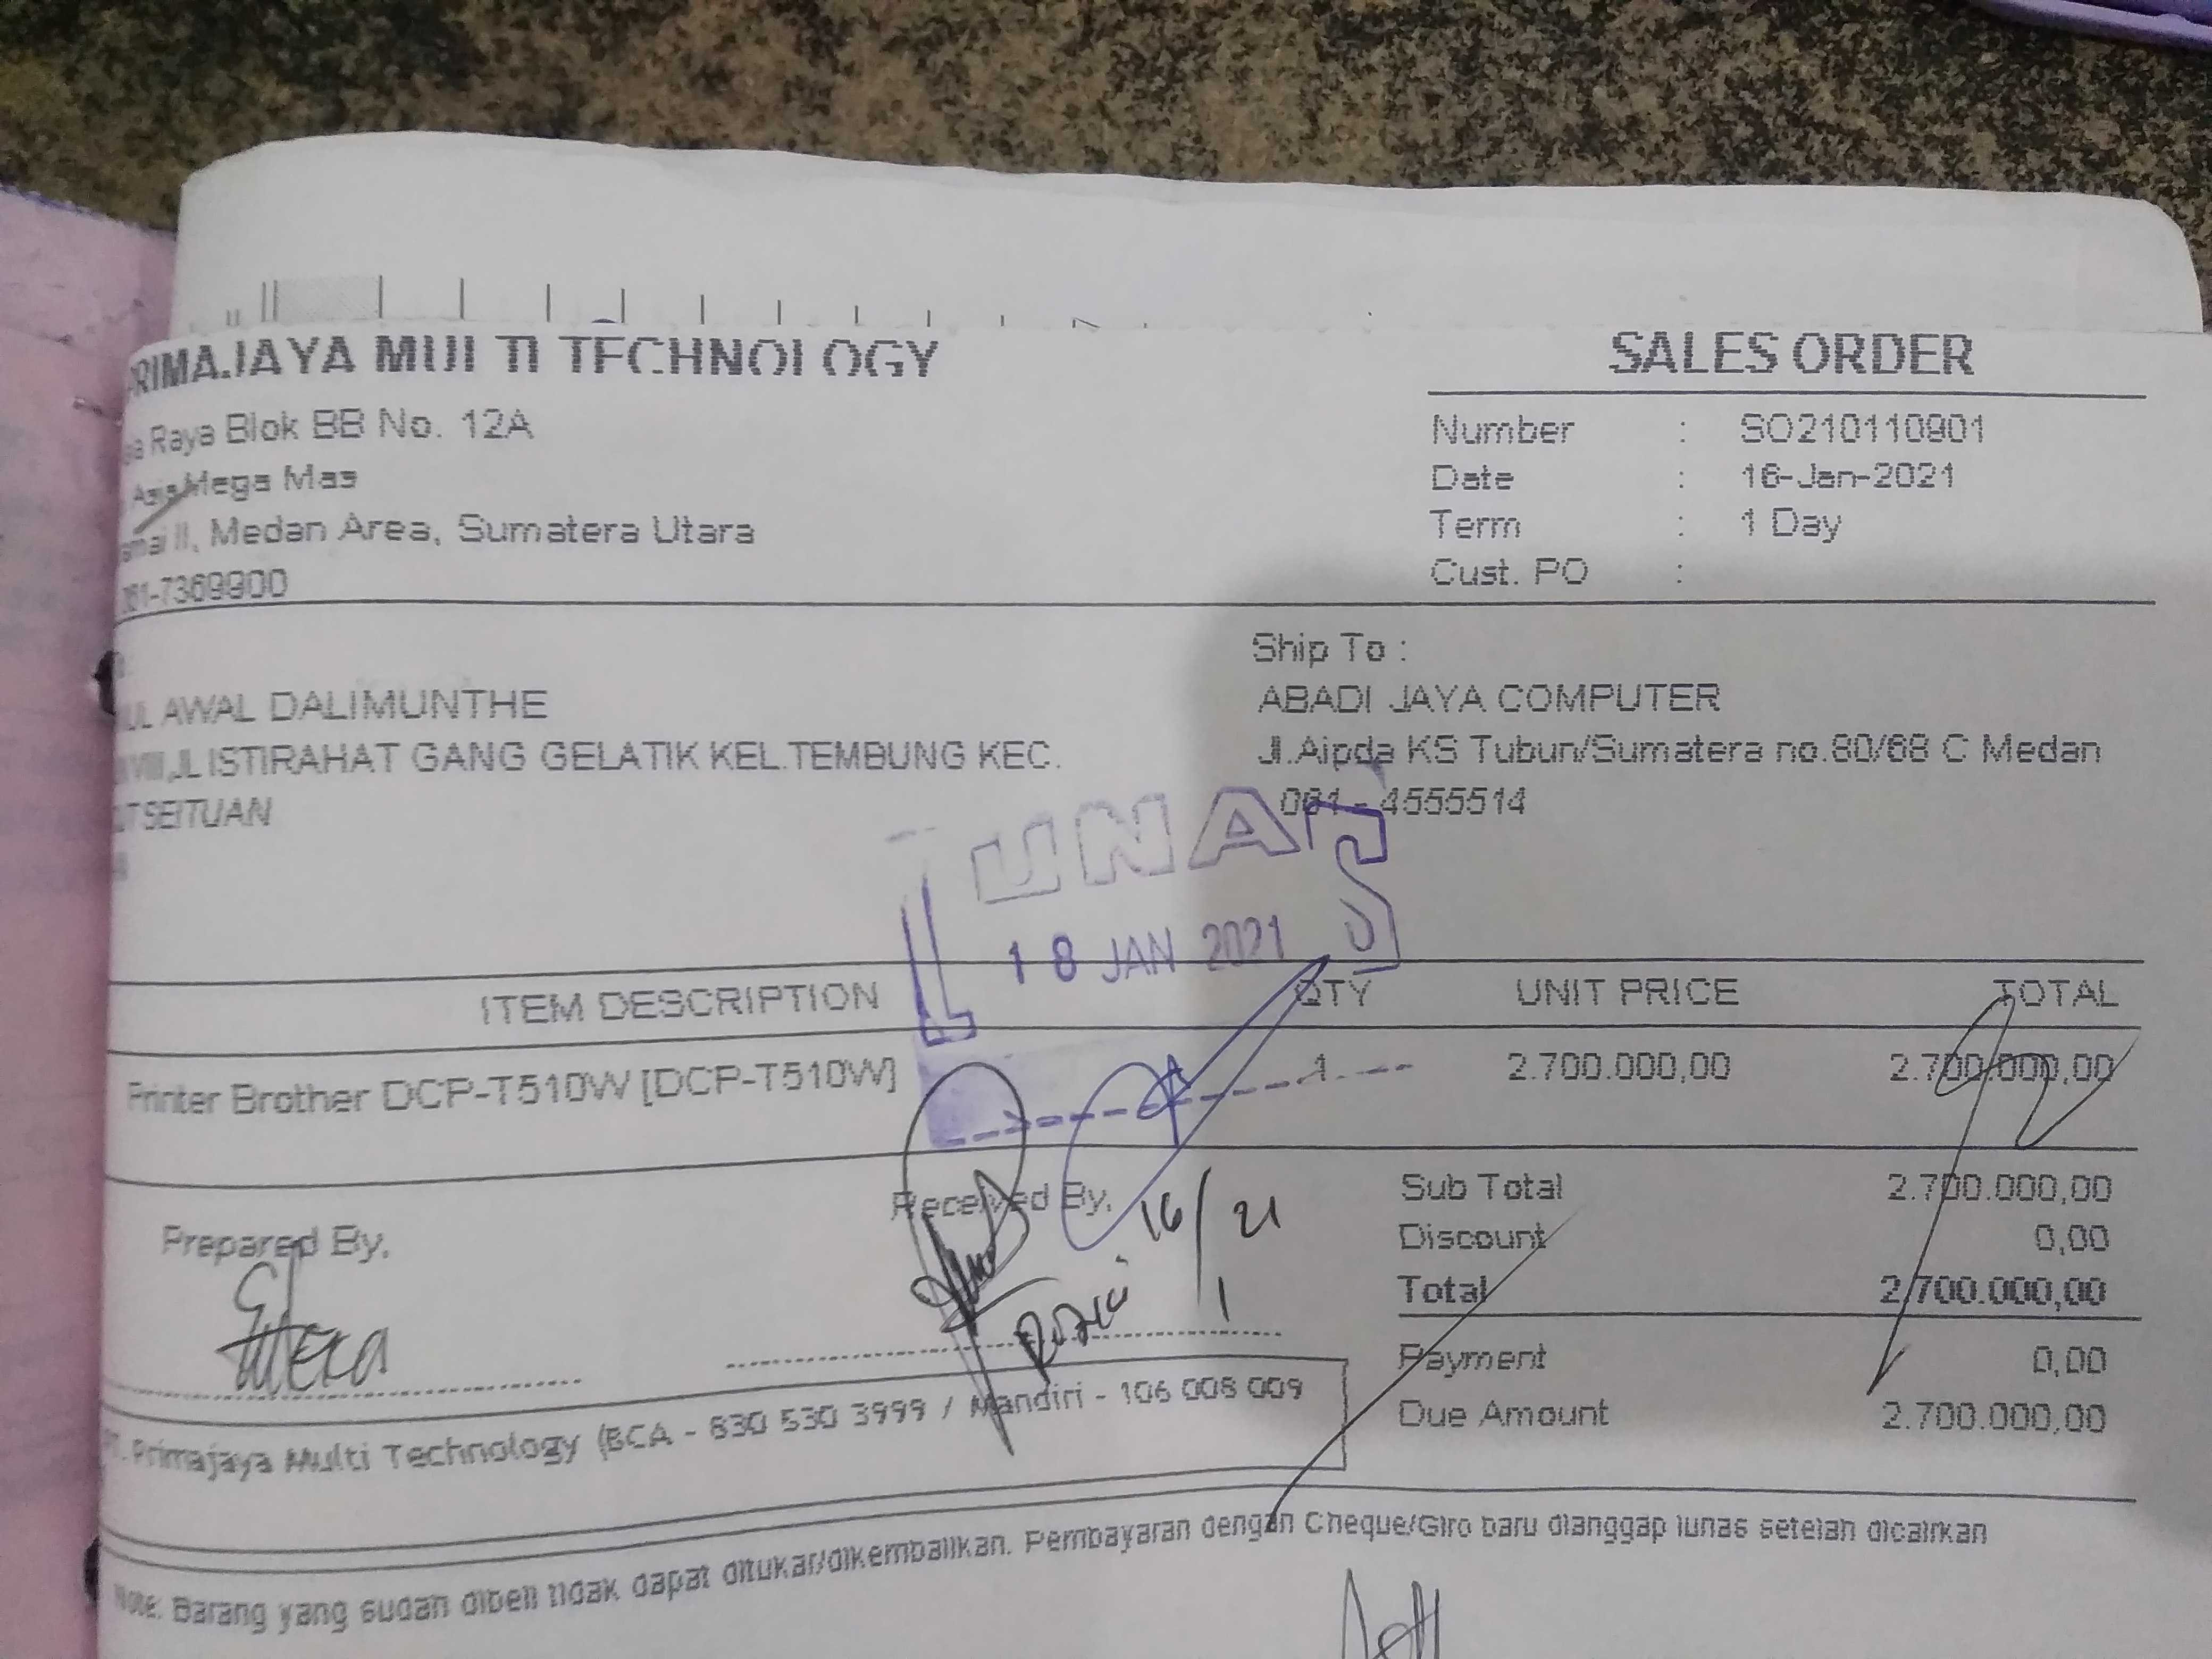 PRIMAJAYA MULTI TECHNOLOGY
Raya Blok BB No. 12A
Asia Mega Mas
II, Medan Area, Sumatera Utara
061-7369900
SALES ORDER
Number : SO210110801
Date : 16-Jan-2021
Term : 1 Day
Cust. PO :
AWAL DALIMUNTHE
ISTIRAHAT GANG GELATIK KEL.TEMBUNG KEC.
SEITUAN
Ship To :
ABADI JAYA COMPUTER
Jl.Aipda KS Tubun/Sumatera no.80/68 C Medan
061 - 4555514
LUNAS
18 JAN 2021
ITEM DESCRIPTION QTY UNIT PRICE TOTAL
Printer Brother DCP-T510W [DCP-T510W] 1 2.700.000,00 2.700.000,00
Prepared By,
Received By,
16/1 21
Sub Total 2.700.000,00
Discount 0,00
Total 2.700.000,00
Payment 0,00
Due Amount 2.700.000,00
PT. Primajaya Multi Technology (BCA - 830 530 3999 / Mandiri - 106 008 009
Note: Barang yang sudah dibeli tidak dapat ditukar/dikembalikan. Pembayaran dengan Cheque/Giro baru dianggap lunas setelah dicairkan